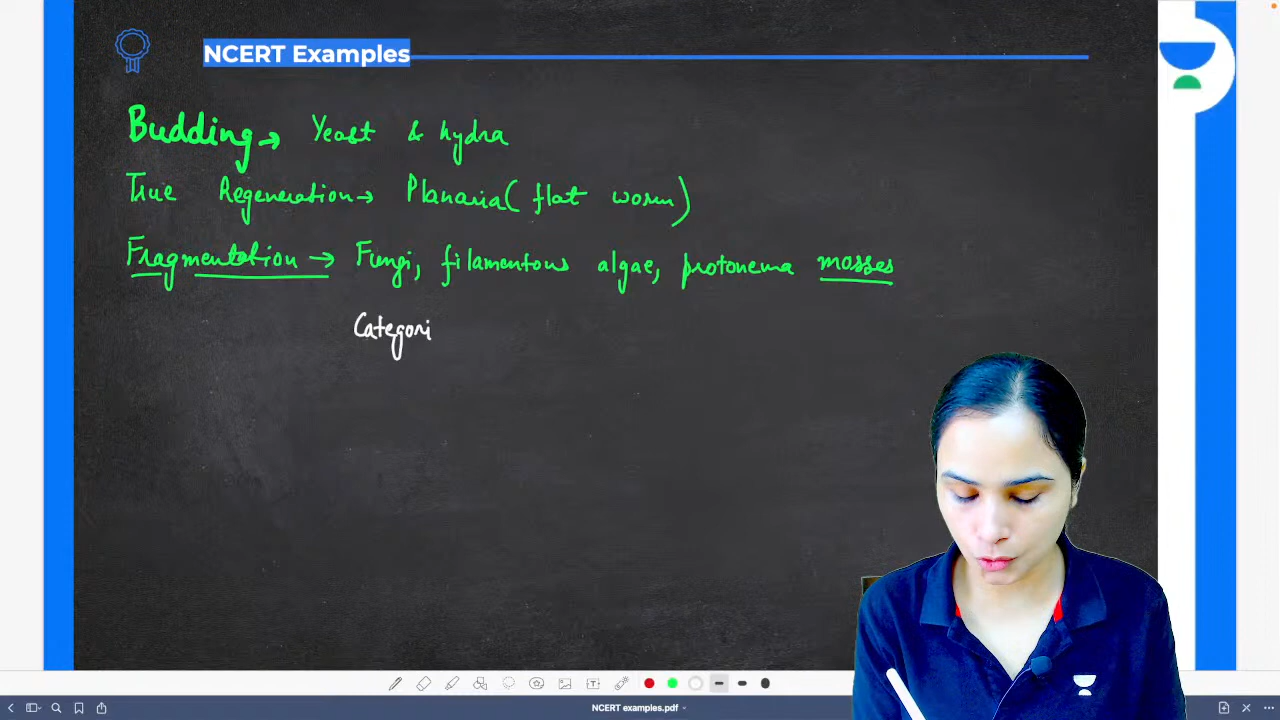 NCERT Examples
Budding → Yeast & hydra
True Regeneration → Planaria (flat worm)
Fragmentation → Fungi, filamentous algae, protonema mosses
Categori
NCERT examples.pdf